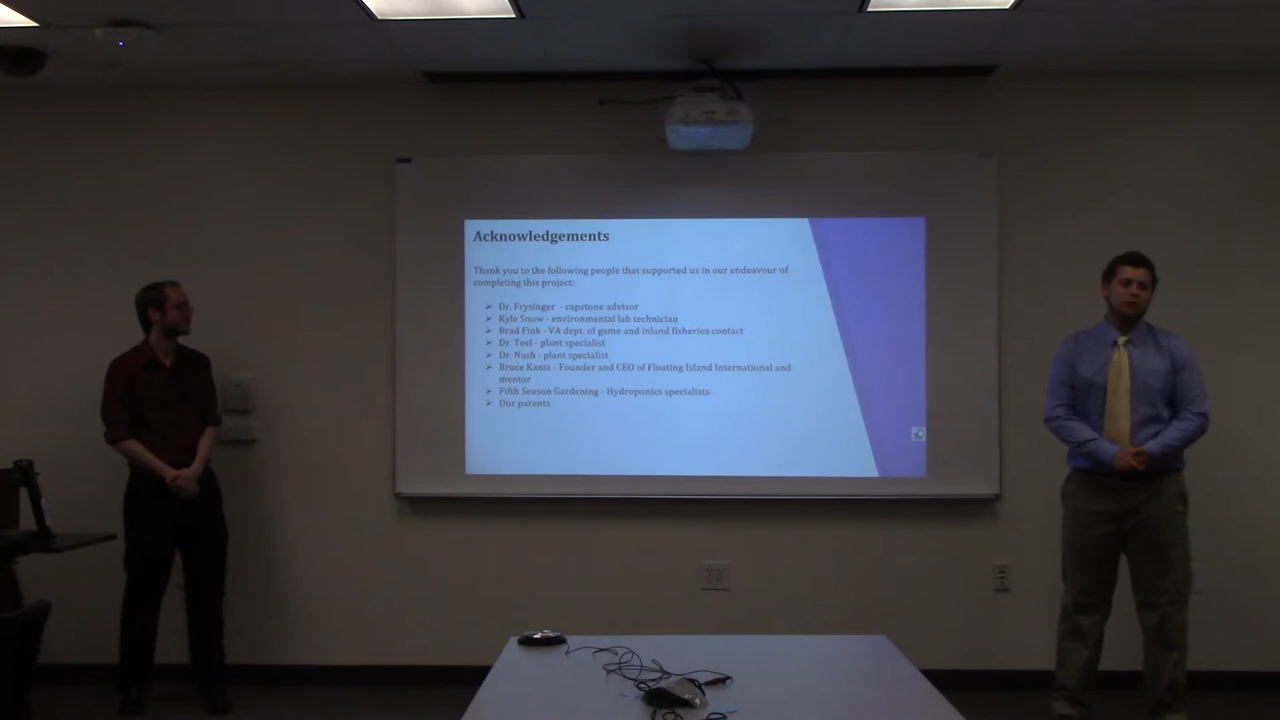 Acknowledgements
Thank you to the following people that supported us in our endeavour of
completing this project:
➢ Dr. Frysinger - capstone advisor
➢ Kyle Snow - environmental lab technician
➢ Brad Fink - VA dept. of game and inland fisheries contact
➢ Dr. Teel - plant specialist
➢ Dr. Nash - plant specialist
➢ Bruce Kania - Founder and CEO of Floating Island International and
mentor
➢ Fifth Season Gardening - Hydroponics specialists
➢ Our parents